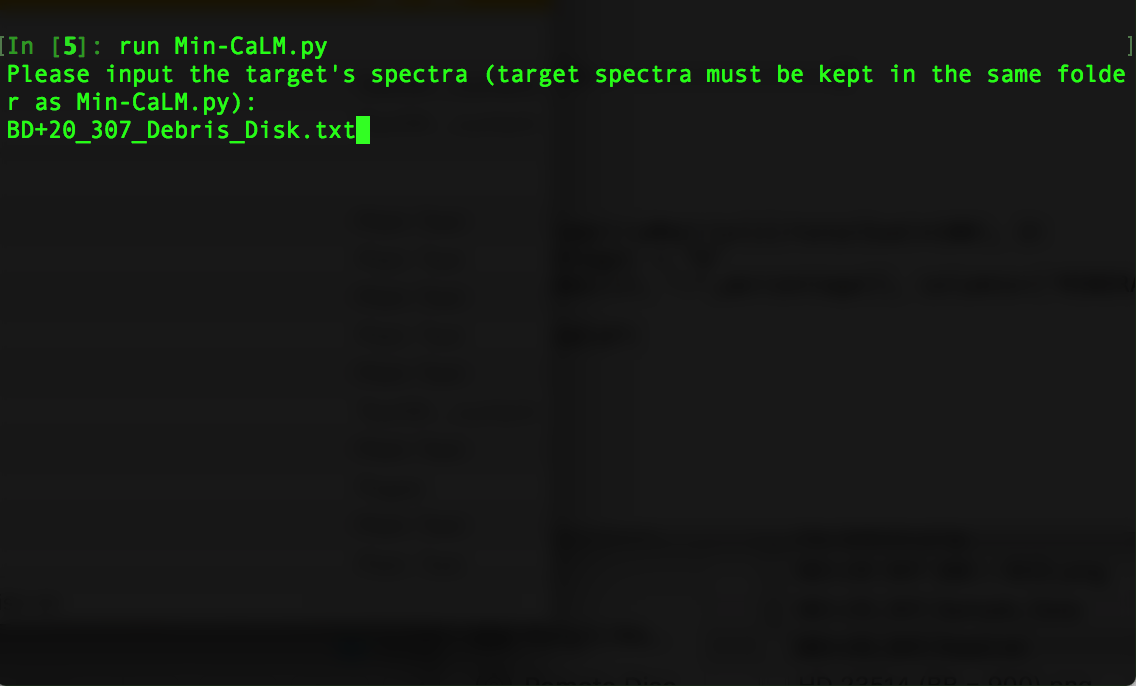 [In [5]: run Min-CaLM.py ]
Please input the target's spectra (target spectra must be kept in the same folde
r as Min-CaLM.py):
BD+20_307_Debris_Disk.txt